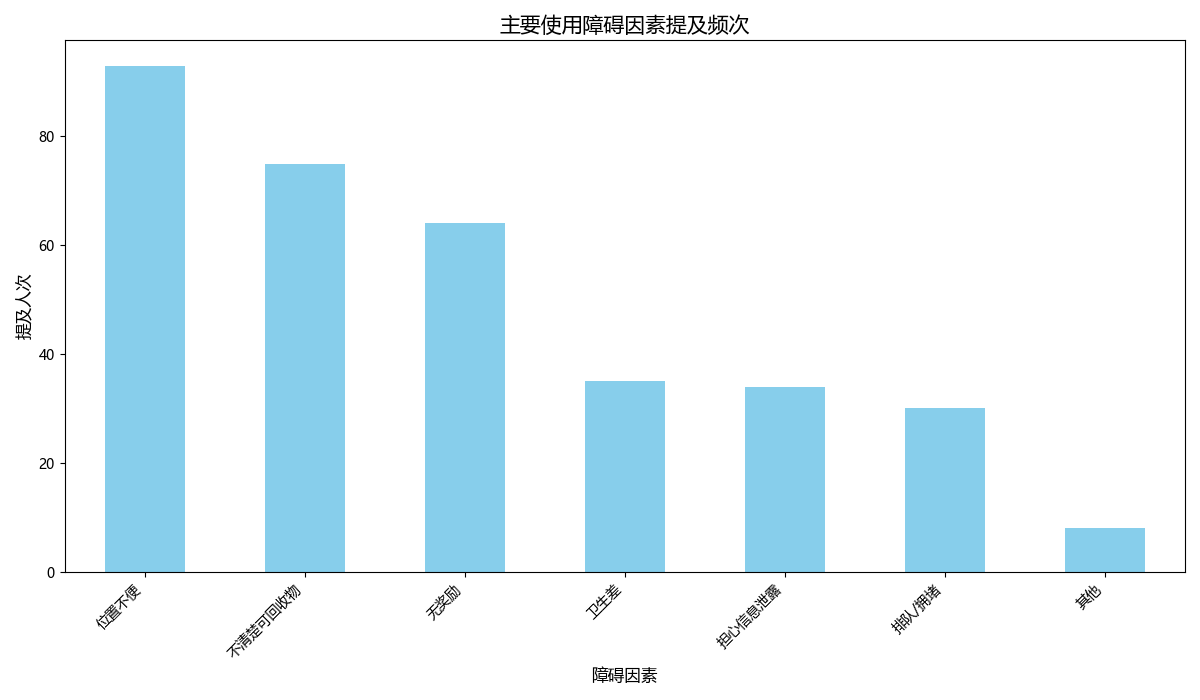 主要使用障碍因素提及频次
提及人次
80
60
40
20
0
位置不便
不清楚可回收物
无奖励
卫生差
担心信息泄露
排队/拥堵
其他
障碍因素